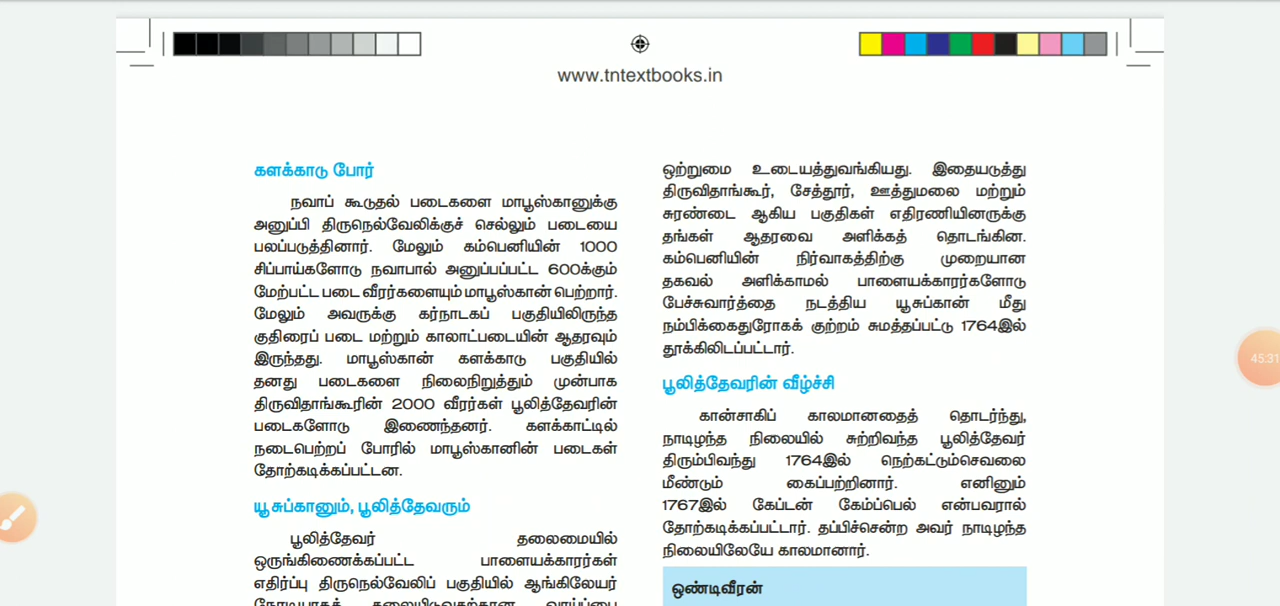 www.tntextbooks.in
களக்காடு போர்
நவாப் கூடுதல் படைகளை மாபூஸ்கானுக்கு
அனுப்பி திருநெல்வேலிக்குச் செல்லும் படையை
பலப்படுத்தினார். மேலும் கம்பெனியின் 1000
சிப்பாய்களோடு நவாபால் அனுப்பப்பட்ட 600க்கும்
மேற்பட்ட படை வீரர்களையும் மாபூஸ்கான் பெற்றார்.
மேலும் அவருக்கு கர்நாடகப் பகுதியிலிருந்த
குதிரைப் படை மற்றும் காலாட்படையின் ஆதரவும்
இருந்தது. மாபூஸ்கான் களக்காடு பகுதியில்
தனது படைகளை நிலைநிறுத்தும் முன்பாக
திருவிதாங்கூரின் 2000 வீரர்கள் பூலித்தேவரின்
படைகளோடு இணைந்தனர். களக்காட்டில்
நடைபெற்றப் போரில் மாபூஸ்கானின் படைகள்
தோற்கடிக்கப்பட்டன.
யூசுப்கானும், பூலித்தேவரும்
பூலித்தேவர் தலைமையில்
ஒருங்கிணைக்கப்பட்ட பாளையக்காரர்கள்
எதிர்ப்பு திருநெல்வேலிப் பகுதியில் ஆங்கிலேயர்
நேரடியாகத் தலையிடுவதற்கான வாய்ப்பை
ஒற்றுமை உடையத்துவங்கியது. இதையடுத்து
திருவிதாங்கூர், சேத்தூர், ஊத்துமலை மற்றும்
சுரண்டை ஆகிய பகுதிகள் எதிரணியினருக்கு
தங்கள் ஆதரவை அளிக்கத் தொடங்கின.
கம்பெனியின் நிர்வாகத்திற்கு முறையான
தகவல் அளிக்காமல் பாளையக்காரர்களோடு
பேச்சுவார்த்தை நடத்திய யூசுப்கான் மீது
நம்பிக்கைதுரோகக் குற்றம் சுமத்தப்பட்டு 1764இல்
தூக்கிலிடப்பட்டார்.
பூலித்தேவரின் வீழ்ச்சி
கான்சாகிப் காலமானதைத் தொடர்ந்து,
நாடிழந்த நிலையில் சுற்றிவந்த பூலித்தேவர்
திரும்பிவந்து 1764இல் நெற்கட்டும்செவலை
மீண்டும் கைப்பற்றினார். எனினும்
1767இல் கேப்டன் கேம்ப்பெல் என்பவரால்
தோற்கடிக்கப்பட்டார். தப்பிச்சென்ற அவர் நாடிழந்த
நிலையிலேயே காலமானார்.
ஒண்டிவீரன்
45:31